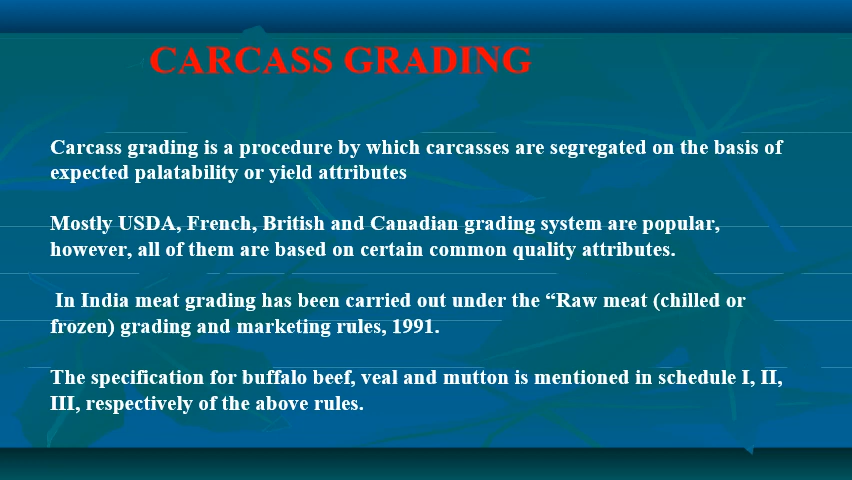 CARCASS GRADING
Carcass grading is a procedure by which carcasses are segregated on the basis of
expected palatability or yield attributes
Mostly USDA, French, British and Canadian grading system are popular,
however, all of them are based on certain common quality attributes.
In India meat grading has been carried out under the “Raw meat (chilled or
frozen) grading and marketing rules, 1991.
The specification for buffalo beef, veal and mutton is mentioned in schedule I, II,
III, respectively of the above rules.